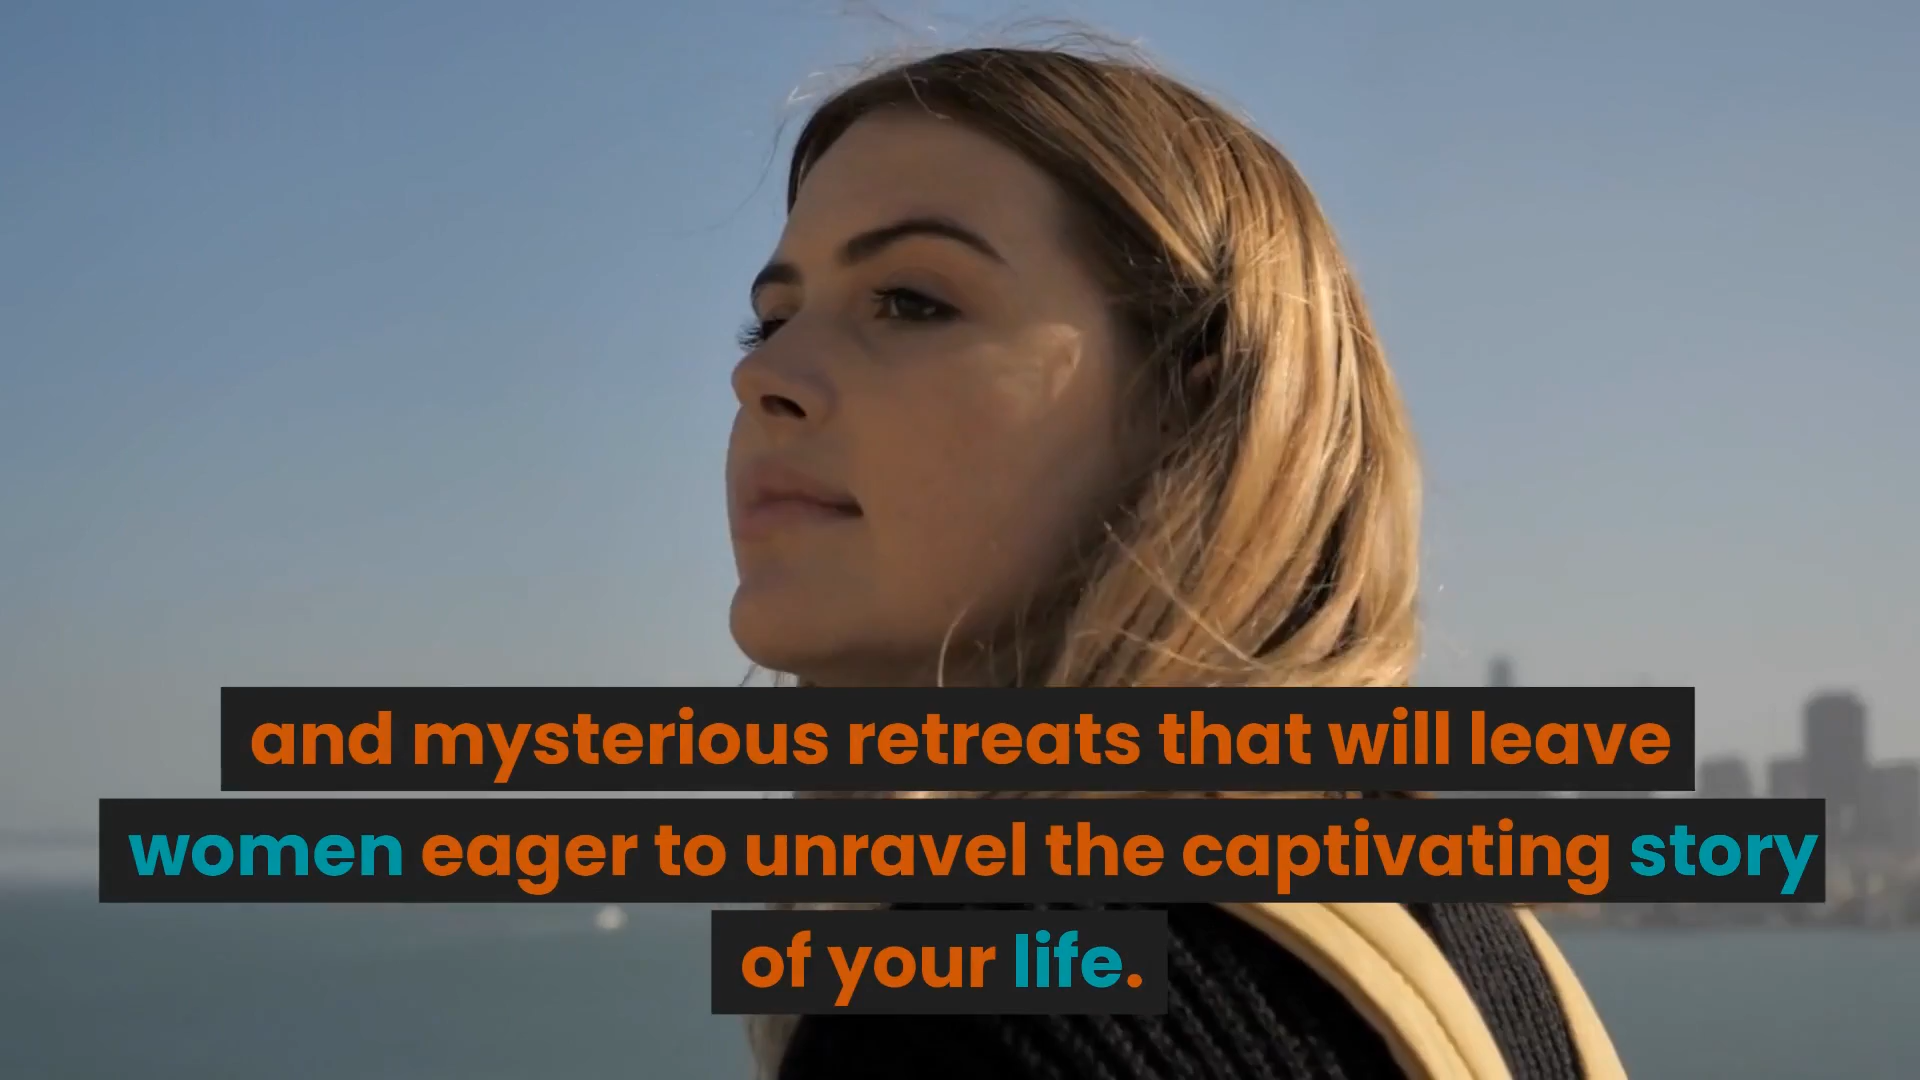 and mysterious retreats that will leave
women eager to unravel the captivating story
of your life.